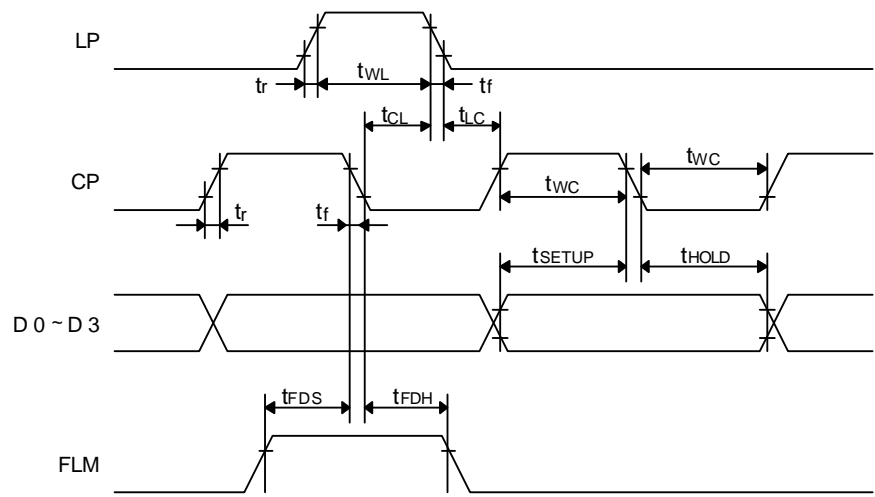 LP
tr
tWL
tf
tCL
tLC
CP
tWC
tWC
tr
tf
tSETUP
tHOLD
D 0 ~ D 3
tFDS
tFDH
FLM